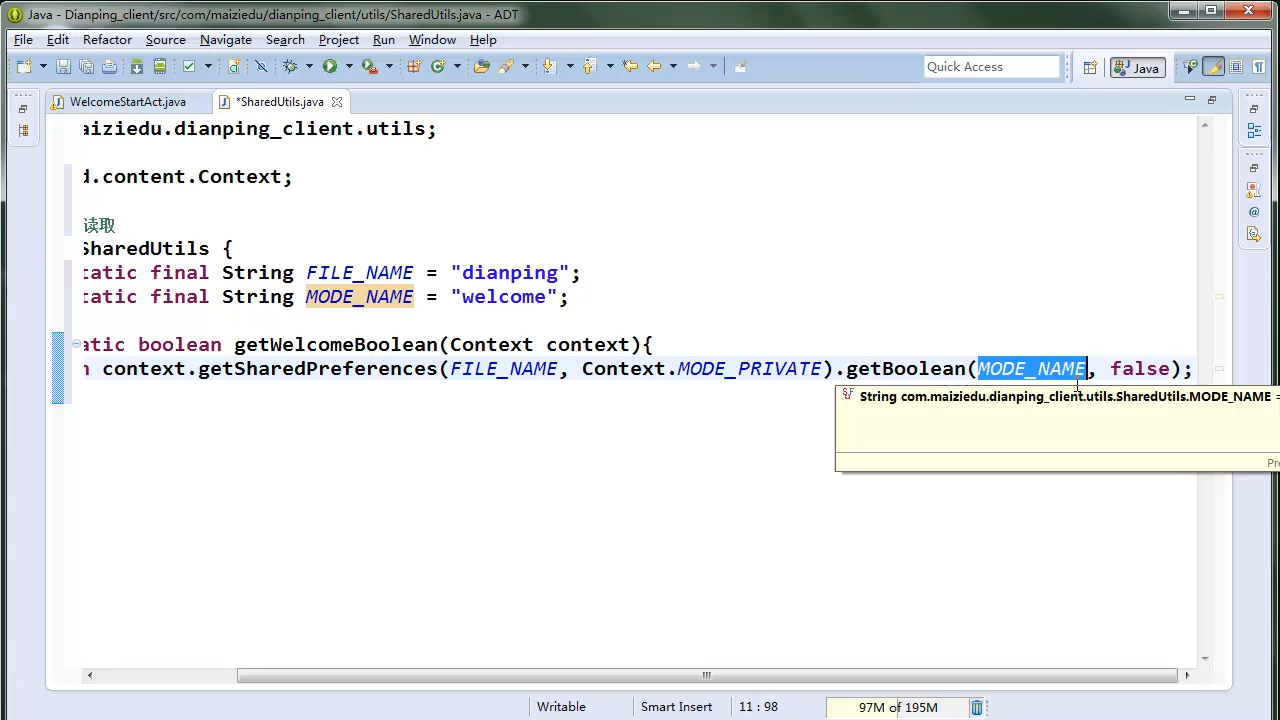 Java - Dianping_client/src/com/maiziedu/dianping_client/utils/SharedUtils.java - ADT
File Edit Refactor Source Navigate Search Project Run Window Help
Quick Access
Java
WelcomeStartAct.java
*SharedUtils.java
aiziedu.dianping_client.utils;
d.content.Context;
读取
SharedUtils {
tatic final String FILE_NAME = "dianping";
tatic final String MODE_NAME = "welcome";
atic boolean getWelcomeBoolean(Context context){
n context.getSharedPreferences(FILE_NAME, Context.MODE_PRIVATE).getBoolean(MODE_NAME, false);
String com.maiziedu.dianping_client.utils.SharedUtils.MODE_NAME =
Pre
Writable
Smart Insert
11 : 98
97M of 195M